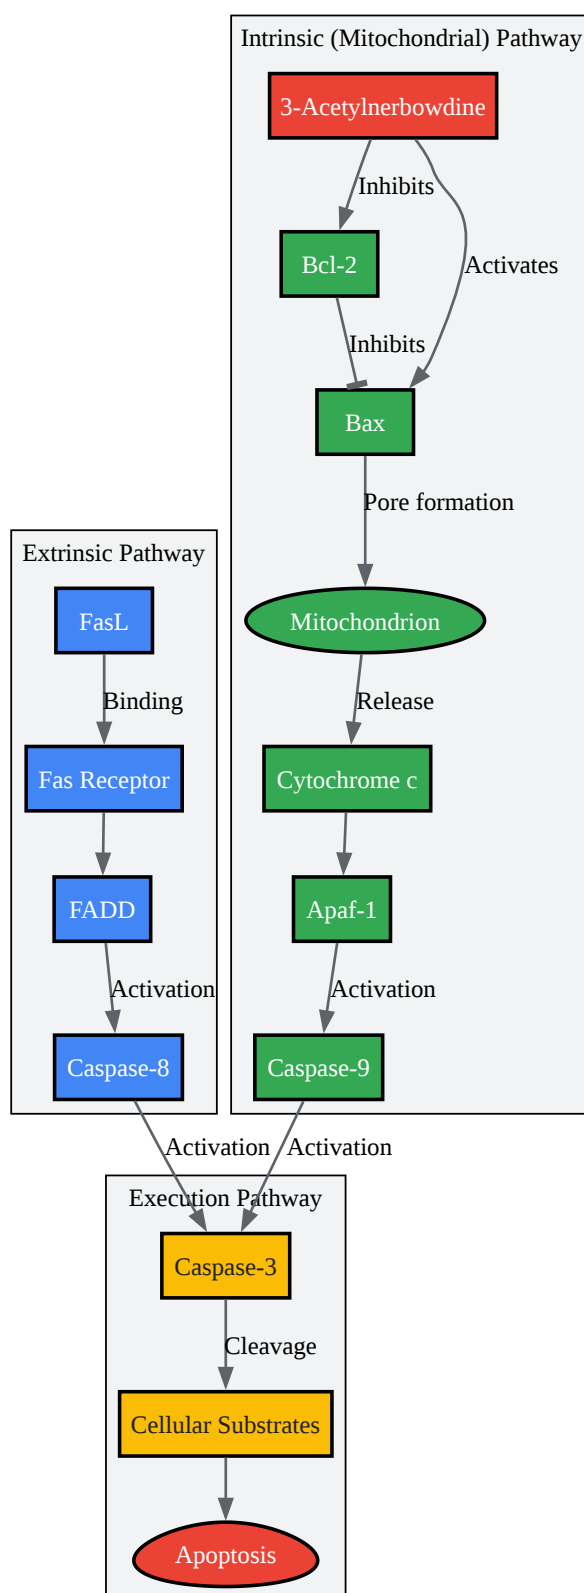 Intrinsic (Mitochondrial) Pathway
3-Acetylnerbowdine
Inhibits
Bcl-2
Activates
Inhibits
Bax
Pore formation
Mitochondrion
Release
Cytochrome c
Apaf-1
Activation
Caspase-9
Extrinsic Pathway
FasL
Binding
Fas Receptor
FADD
Activation
Caspase-8
Activation
Activation
Execution Pathway
Caspase-3
Cleavage
Cellular Substrates
Apoptosis